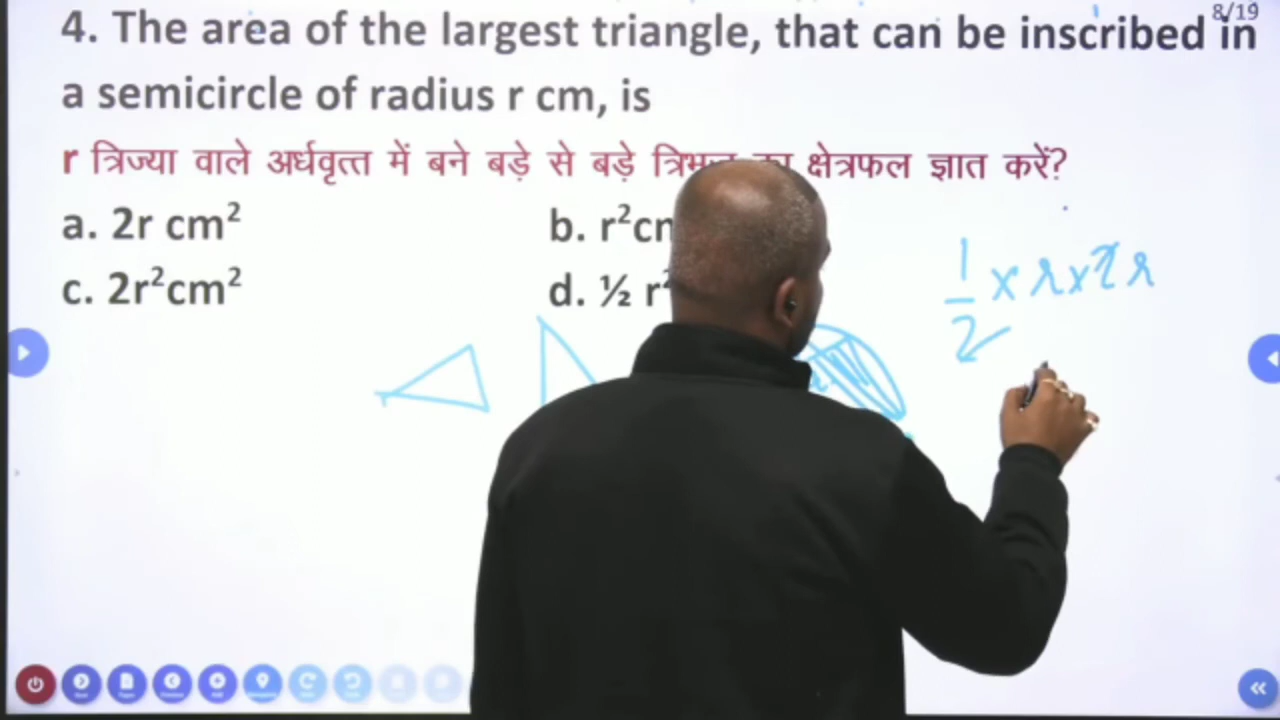 8/19
4. The area of the largest triangle, that can be inscribed in
a semicircle of radius r cm, is
r त्रिज्या वाले अर्धवृत्त में बने बड़े से बड़े क्षेत्रफल ज्ञात करें?
a. 2r cm² b. r²
c. 2r²cm² d. ½
1/2 × r × 2r